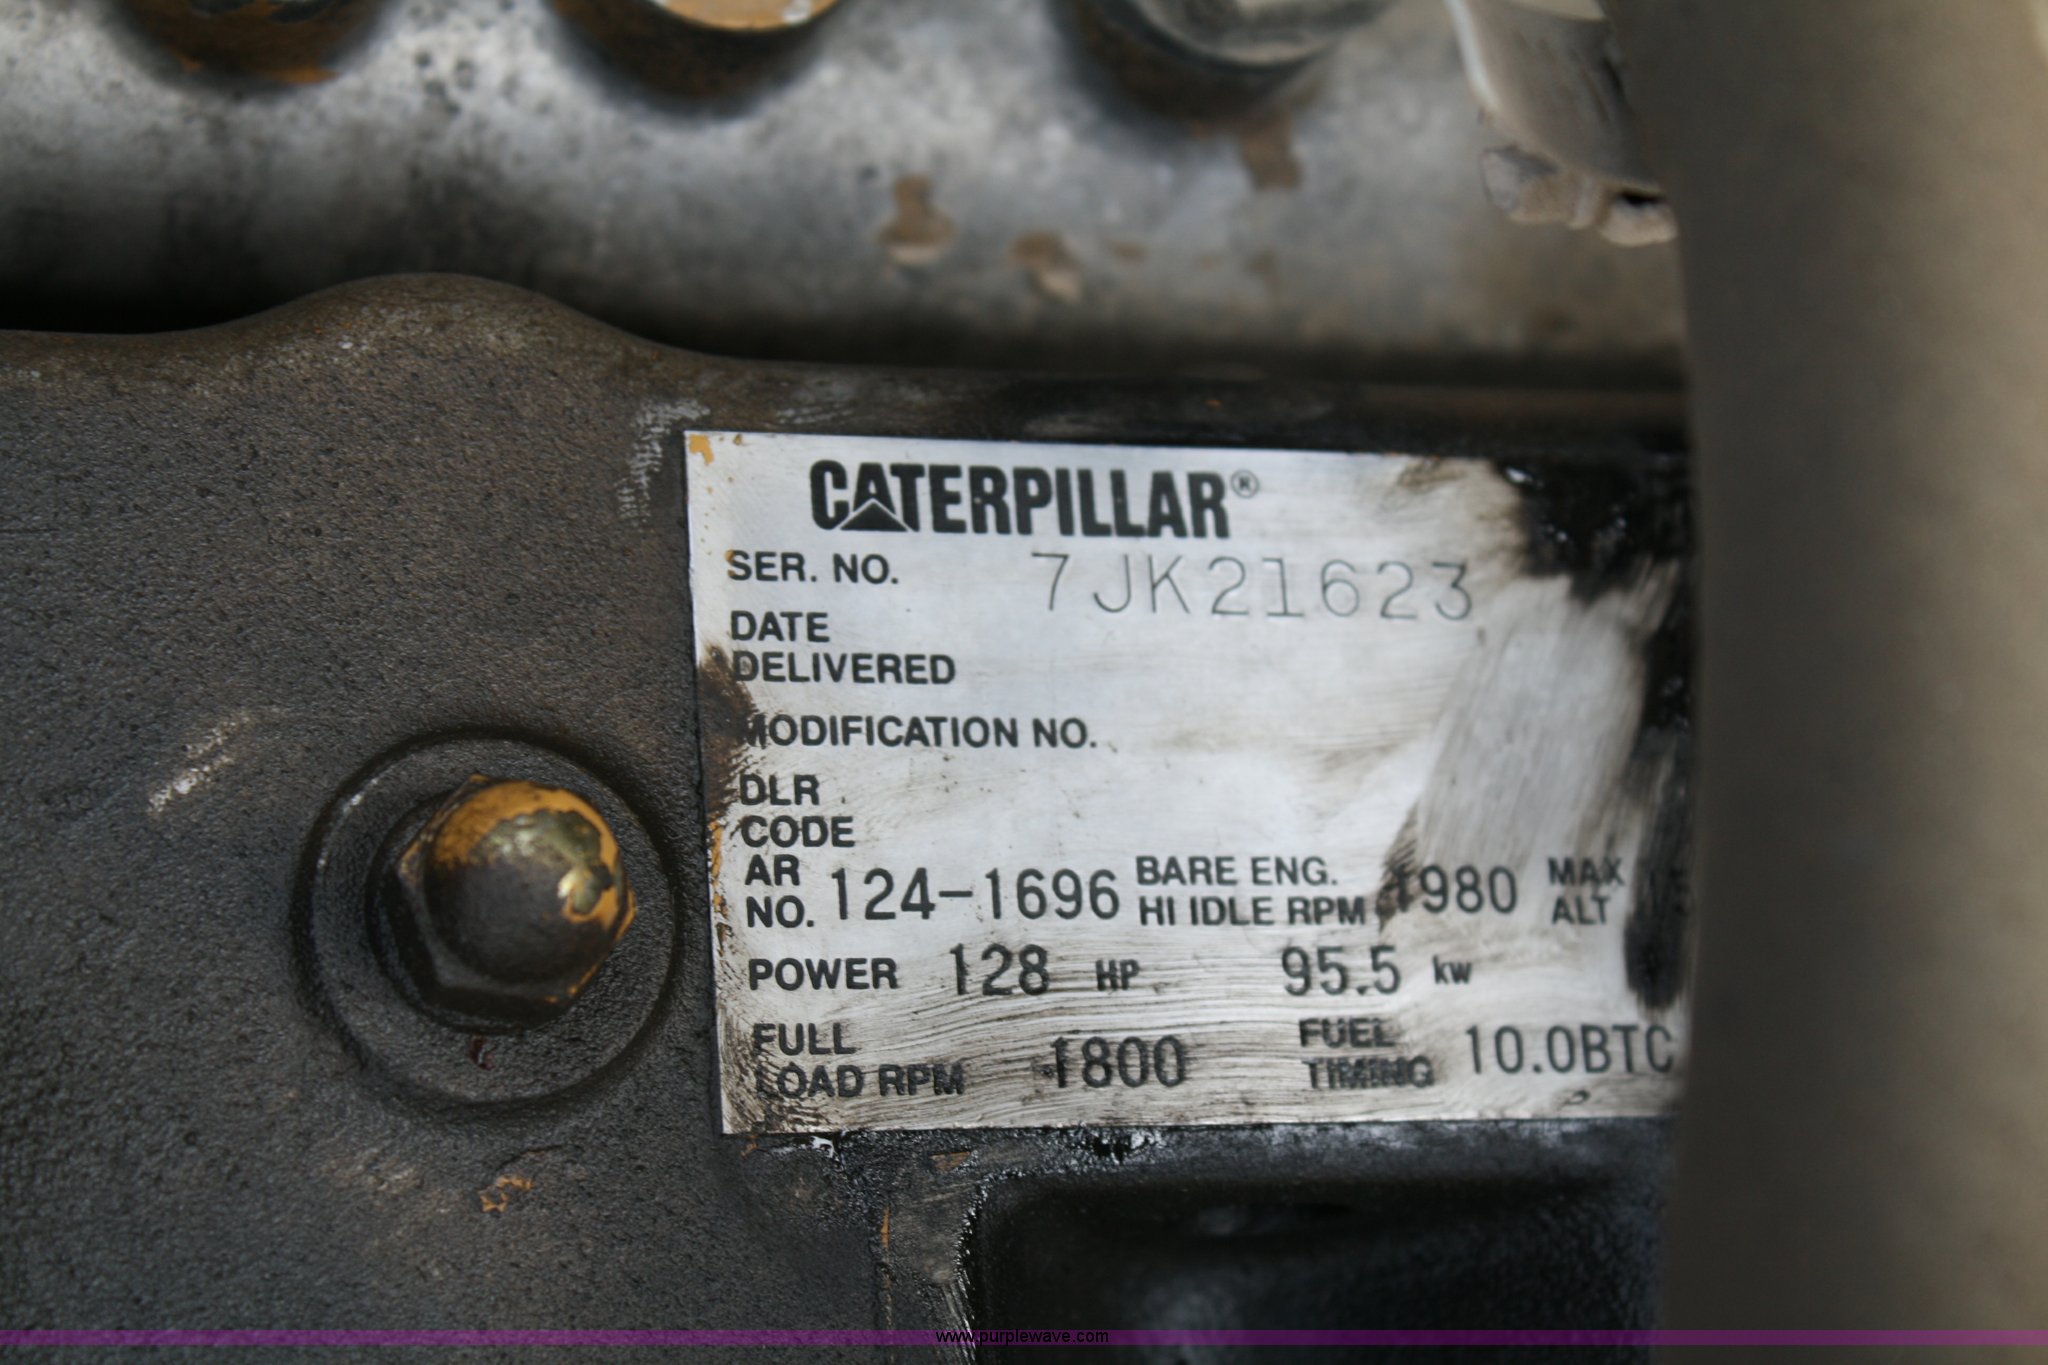 CATERPILLAR®
SER. NO. 7JK21623
DATE
DELIVERED
MODIFICATION NO.
DLR
CODE
AR
NO. 124-1696 BARE ENG.
HI IDLE RPM 1980 MAX
ALT
POWER 128 HP 95.5 kw
FULL
LOAD RPM 1800 FUEL
TIMING 10.0BTC
www.purplewave.com